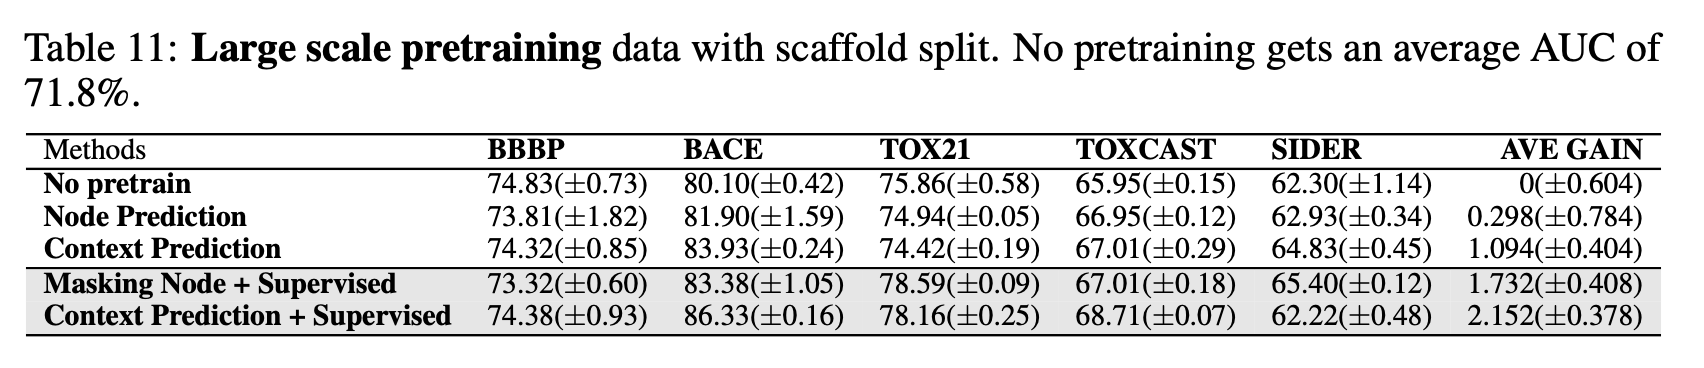 Table 11: Large scale pretraining data with scaffold split. No pretraining gets an average AUC of
71.8%.
Methods BBBP BACE TOX21 TOXCAST SIDER AVE GAIN
No pretrain 74.83(±0.73) 80.10(±0.42) 75.86(±0.58) 65.95(±0.15) 62.30(±1.14) 0(±0.604)
Node Prediction 73.81(±1.82) 81.90(±1.59) 74.94(±0.05) 66.95(±0.12) 62.93(±0.34) 0.298(±0.784)
Context Prediction 74.32(±0.85) 83.93(±0.24) 74.42(±0.19) 67.01(±0.29) 64.83(±0.45) 1.094(±0.404)
Masking Node + Supervised 73.32(±0.60) 83.38(±1.05) 78.59(±0.09) 67.01(±0.18) 65.40(±0.12) 1.732(±0.408)
Context Prediction + Supervised 74.38(±0.93) 86.33(±0.16) 78.16(±0.25) 68.71(±0.07) 62.22(±0.48) 2.152(±0.378)